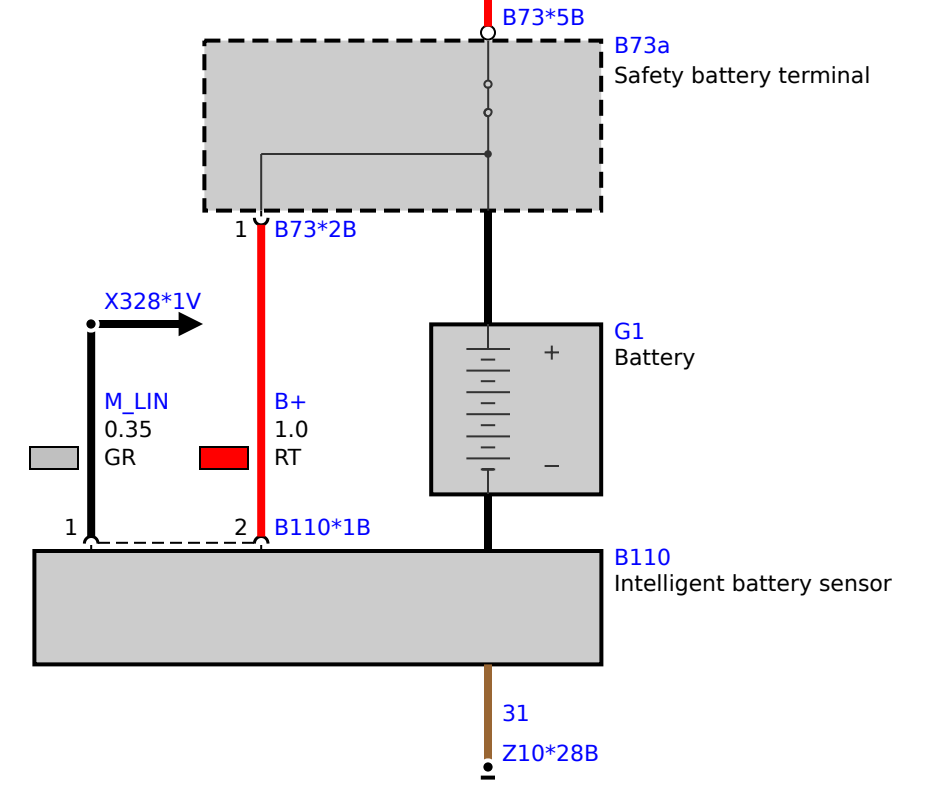 B73*5B
B73a
Safety battery terminal
1 B73*2B
X328*1V
G1
Battery
+
−
M_LIN
0.35
GR
B+
1.0
RT
1
2 B110*1B
B110
Intelligent battery sensor
31
Z10*28B